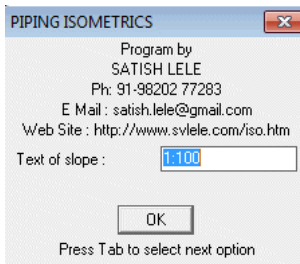 PIPING ISOMETRICS
Program by
SATISH LELE
Ph: 91-98202 77283
E Mail : satish.lele@gmail.com
Web Site : http://www.svlele.com/iso.htm
Text of slope : 1:100
OK
Press Tab to select next option